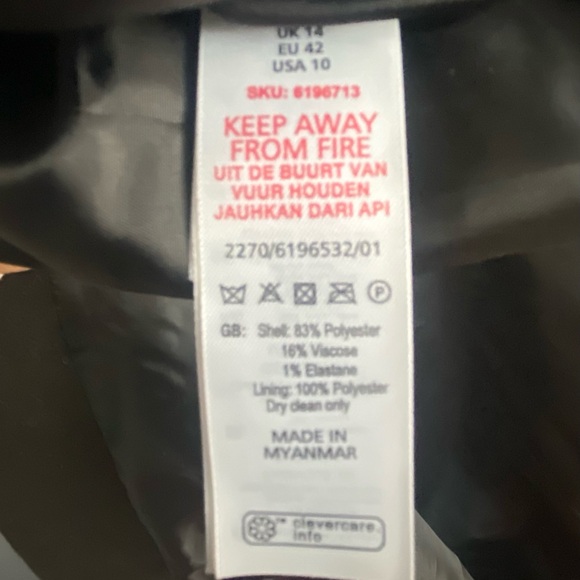 UK 14
EU 42
USA 10
SKU: 6196713
KEEP AWAY
FROM FIRE
UIT DE BUURT VAN
VUUR HOUDEN
JAUHKAN DARI API
2270/6196532/01
P
GB: Shell: 83% Polyester
16% Viscose
1% Elastane
Lining: 100% Polyester
Dry clean only
MADE IN
MYANMAR
™ clevercare.
info